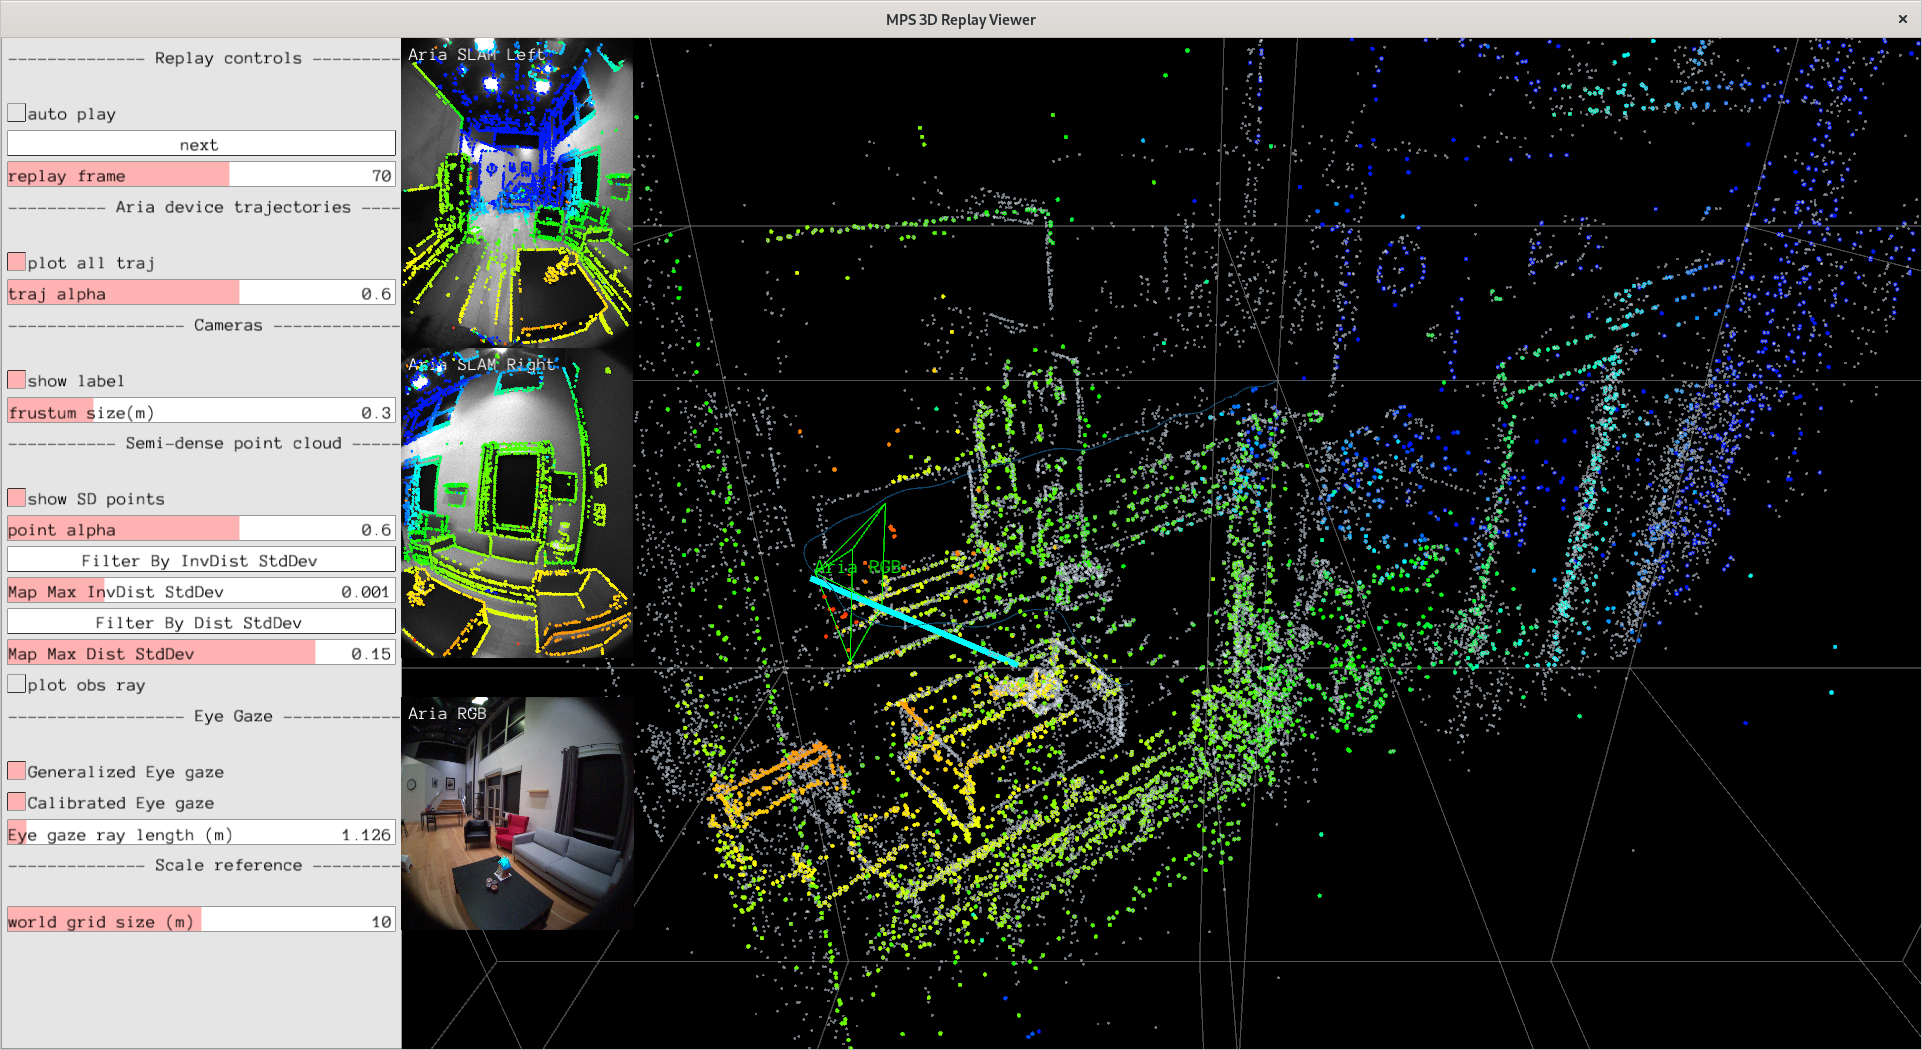 MPS 3D Replay Viewer
Replay controls
auto play
next
replay frame 70
Aria device trajectories
plot all traj
traj alpha 0.6
Cameras
show label
frustum size(m) 0.3
Semi-dense point cloud
show SD points
point alpha 0.6
Filter By InvDist StdDev
Map Max InvDist StdDev 0.001
Filter By Dist StdDev
Map Max Dist StdDev 0.15
plot obs ray
Eye Gaze
Generalized Eye gaze
Calibrated Eye gaze
Eye gaze ray length (m) 1.126
Scale reference
world grid size (m) 10
Aria SLAM Left
Aria SLAM Right
Aria RGB
Aria RGB